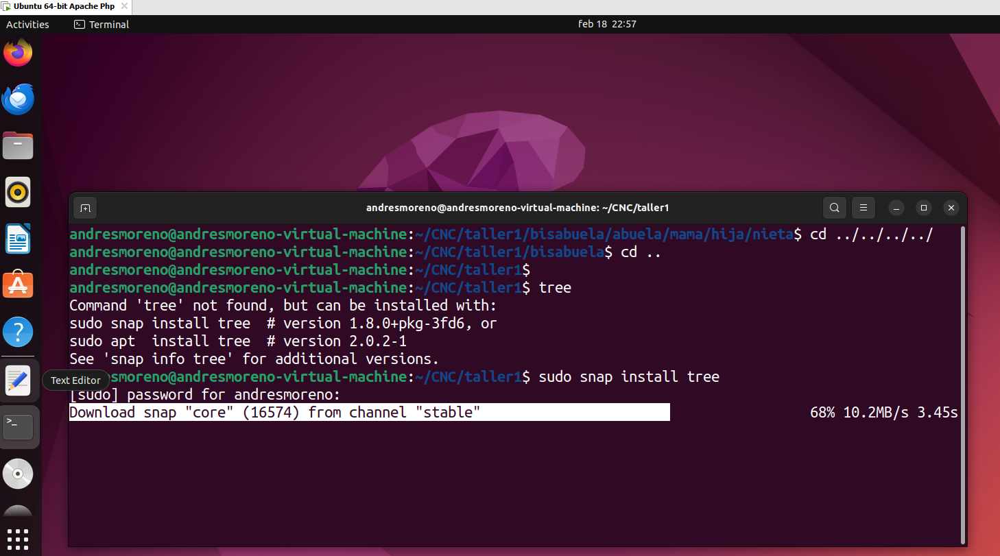 Ubuntu 64-bit Apache Php
Activities
Terminal
feb 18 22:57
andresmoreno@andresmoreno-virtual-machine: ~/CNC/taller1
andresmoreno@andresmoreno-virtual-machine:~/CNC/taller1/bisabuela/abuela/mama/hija/nieta$ cd ../../../../
andresmoreno@andresmoreno-virtual-machine:~/CNC/taller1/bisabuela$ cd ..
andresmoreno@andresmoreno-virtual-machine:~/CNC/taller1$
andresmoreno@andresmoreno-virtual-machine:~/CNC/taller1$ tree
Command 'tree' not found, but can be installed with:
sudo snap install tree  # version 1.8.0+pkg-3fd6, or
sudo apt  install tree  # version 2.0.2-1
See 'snap info tree' for additional versions.
Text Editor
smoreno@andresmoreno-virtual-machine:~/CNC/taller1$ sudo snap install tree
[sudo] password for andresmoreno:
Download snap "core" (16574) from channel "stable" 68% 10.2MB/s 3.45s